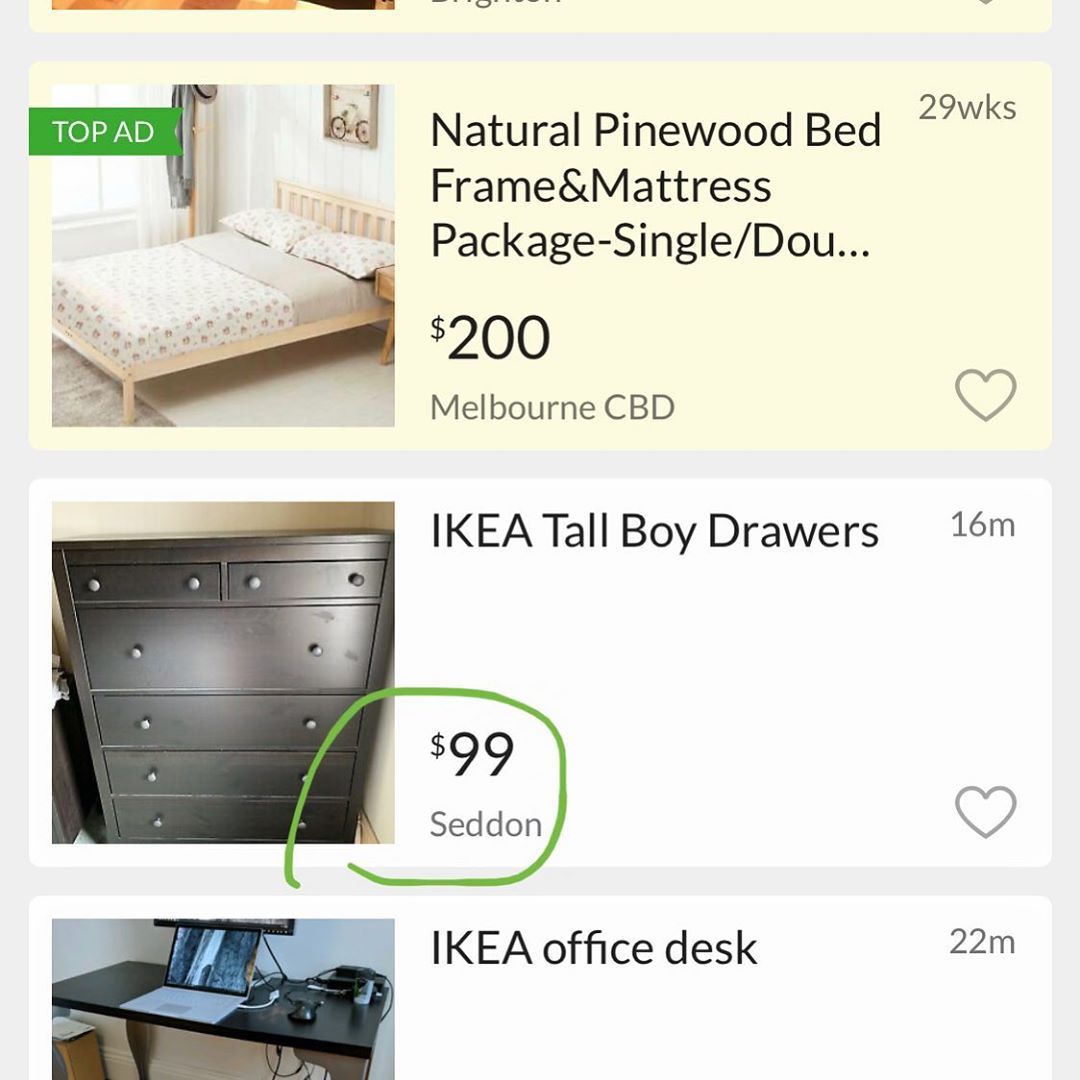 TOP AD
Natural Pinewood Bed
Frame&Mattress
Package-Single/Dou...
29wks
$200
Melbourne CBD
IKEA Tall Boy Drawers
16m
$99
Seddon
IKEA office desk
22m